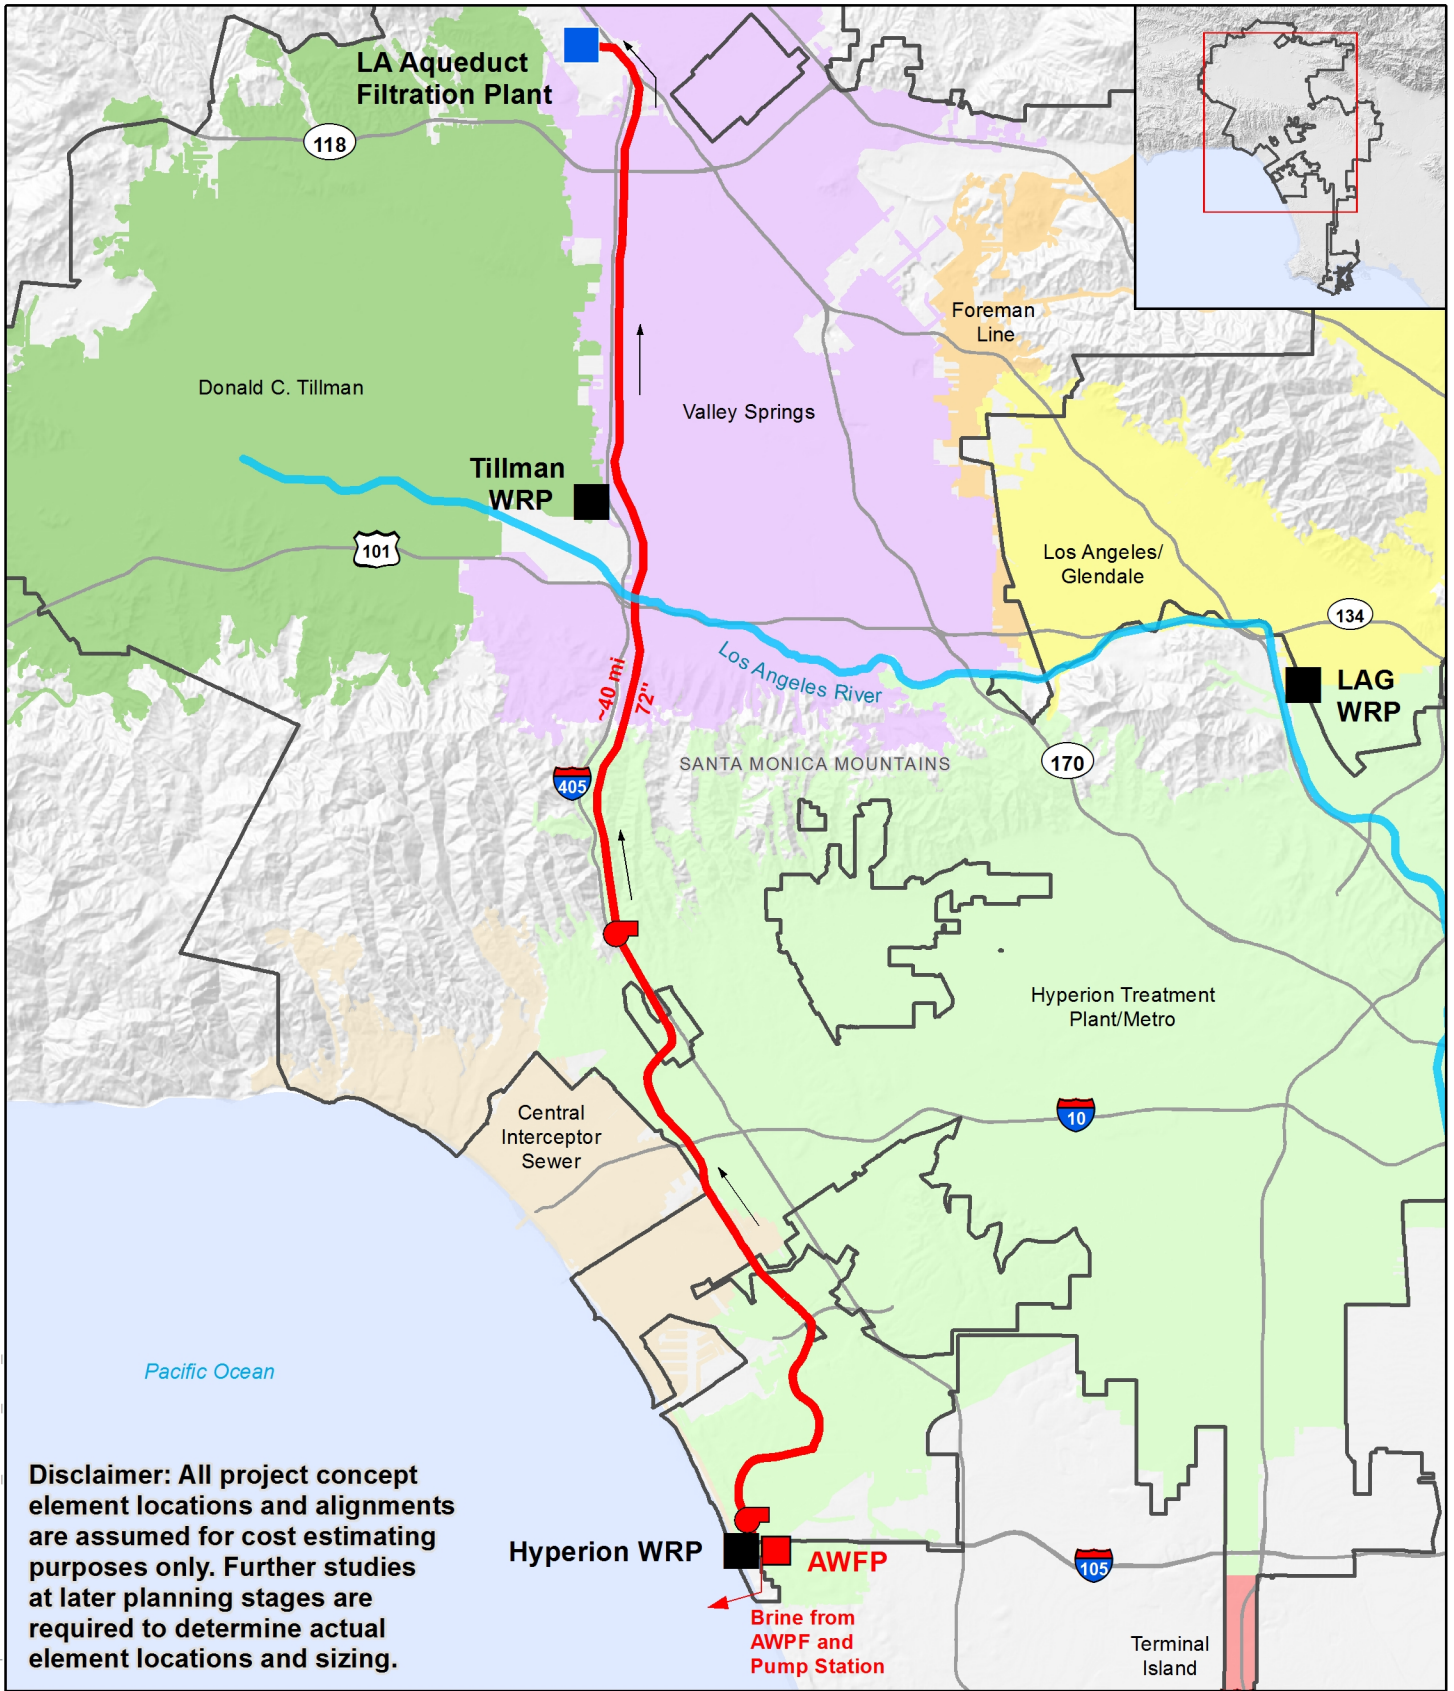 LA Aqueduct
Filtration Plant
118
Foreman
Line
Donald C. Tillman
Valley Springs
Tillman
WRP
101
Los Angeles/
Glendale
134
Los Angeles River
~40 mi
72"
LAG
WRP
SANTA MONICA MOUNTAINS
170
405
Hyperion Treatment
Plant/Metro
Central
Interceptor
Sewer
10
Pacific Ocean
Disclaimer: All project concept
element locations and alignments
are assumed for cost estimating
purposes only. Further studies
at later planning stages are
required to determine actual
element locations and sizing.
Hyperion WRP
AWFP
105
Brine from
AWPF and
Pump Station
Terminal
Island